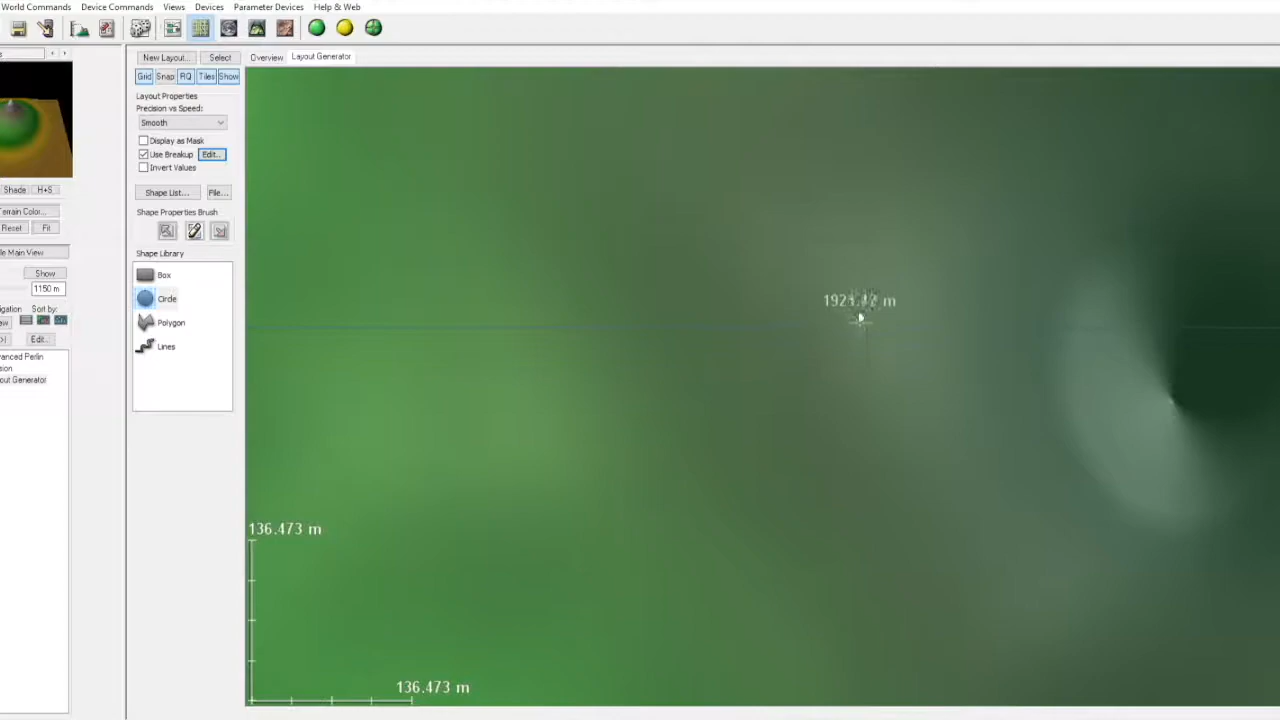 World Commands Device Commands Views Devices Parameter Devices Help & Web
New Layout... Select
Overview Layout Generator
Grid Snap RQ Tiles Show
Layout Properties
Precision vs Speed:
Smooth
Display as Mask
Use Breakup Edit...
Invert Values
Shape List... File...
Shape Properties Brush
Shape Library
Box
Circle
Polygon
Lines
Shade H+S
Terrain Color...
Reset Fit
Main View
Show
1150 m
Sort by:
Edit...
Perlin
Generator
136.473 m
136.473 m